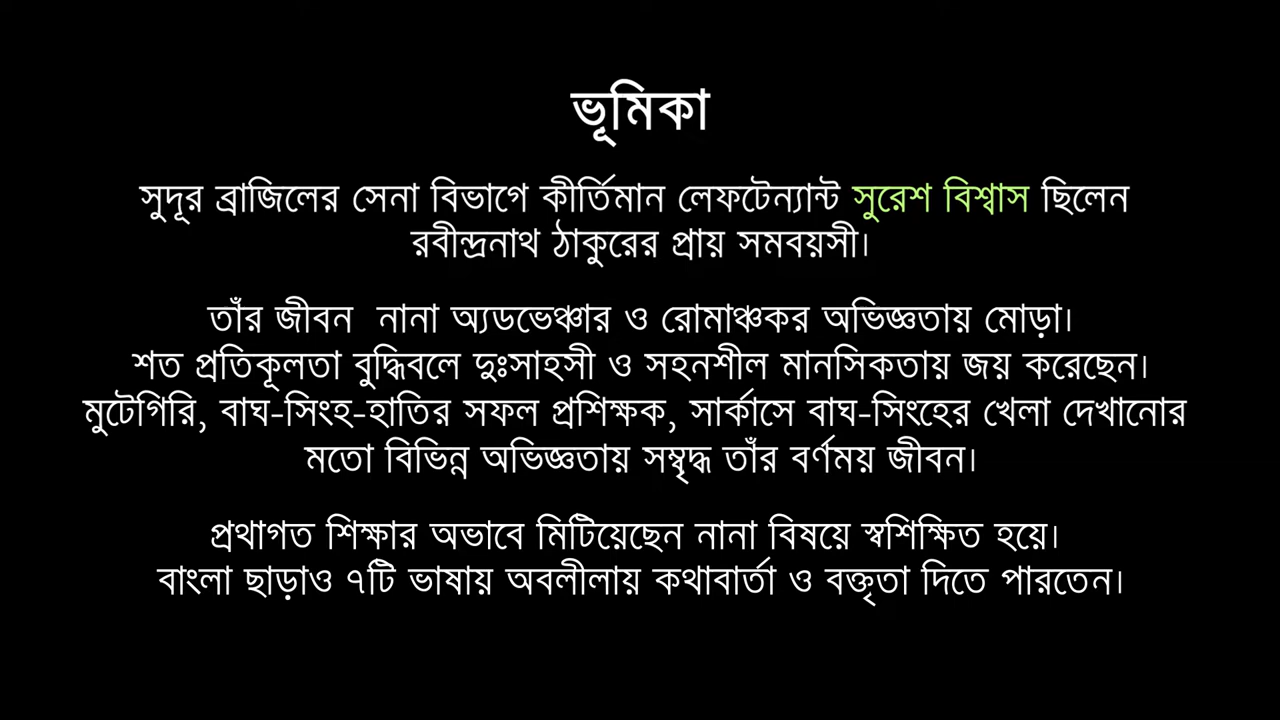 ভূমিকা
সুদূর ব্রাজিলের সেনা বিভাগে কীর্তিমান লেফটেন্যান্ট সুরেশ বিশ্বাস ছিলেন
রবীন্দ্রনাথ ঠাকুরের প্রায় সমবয়সী।
তাঁর জীবন নানা অ্যডভেঞ্চার ও রোমাঞ্চকর অভিজ্ঞতায় মোড়া।
শত প্রতিকূলতা বুদ্ধিবলে দুঃসাহসী ও সহনশীল মানসিকতায় জয় করেছেন।
মুটেগিরি, বাঘ-সিংহ-হাতির সফল প্রশিক্ষক, সার্কাসে বাঘ-সিংহের খেলা দেখানোর
মতো বিভিন্ন অভিজ্ঞতায় সম্বৃদ্ধ তাঁর বর্ণময় জীবন।
প্রথাগত শিক্ষার অভাবে মিটিয়েছেন নানা বিষয়ে স্বশিক্ষিত হয়ে।
বাংলা ছাড়াও ৭টি ভাষায় অবলীলায় কথাবার্তা ও বক্তৃতা দিতে পারতেন।